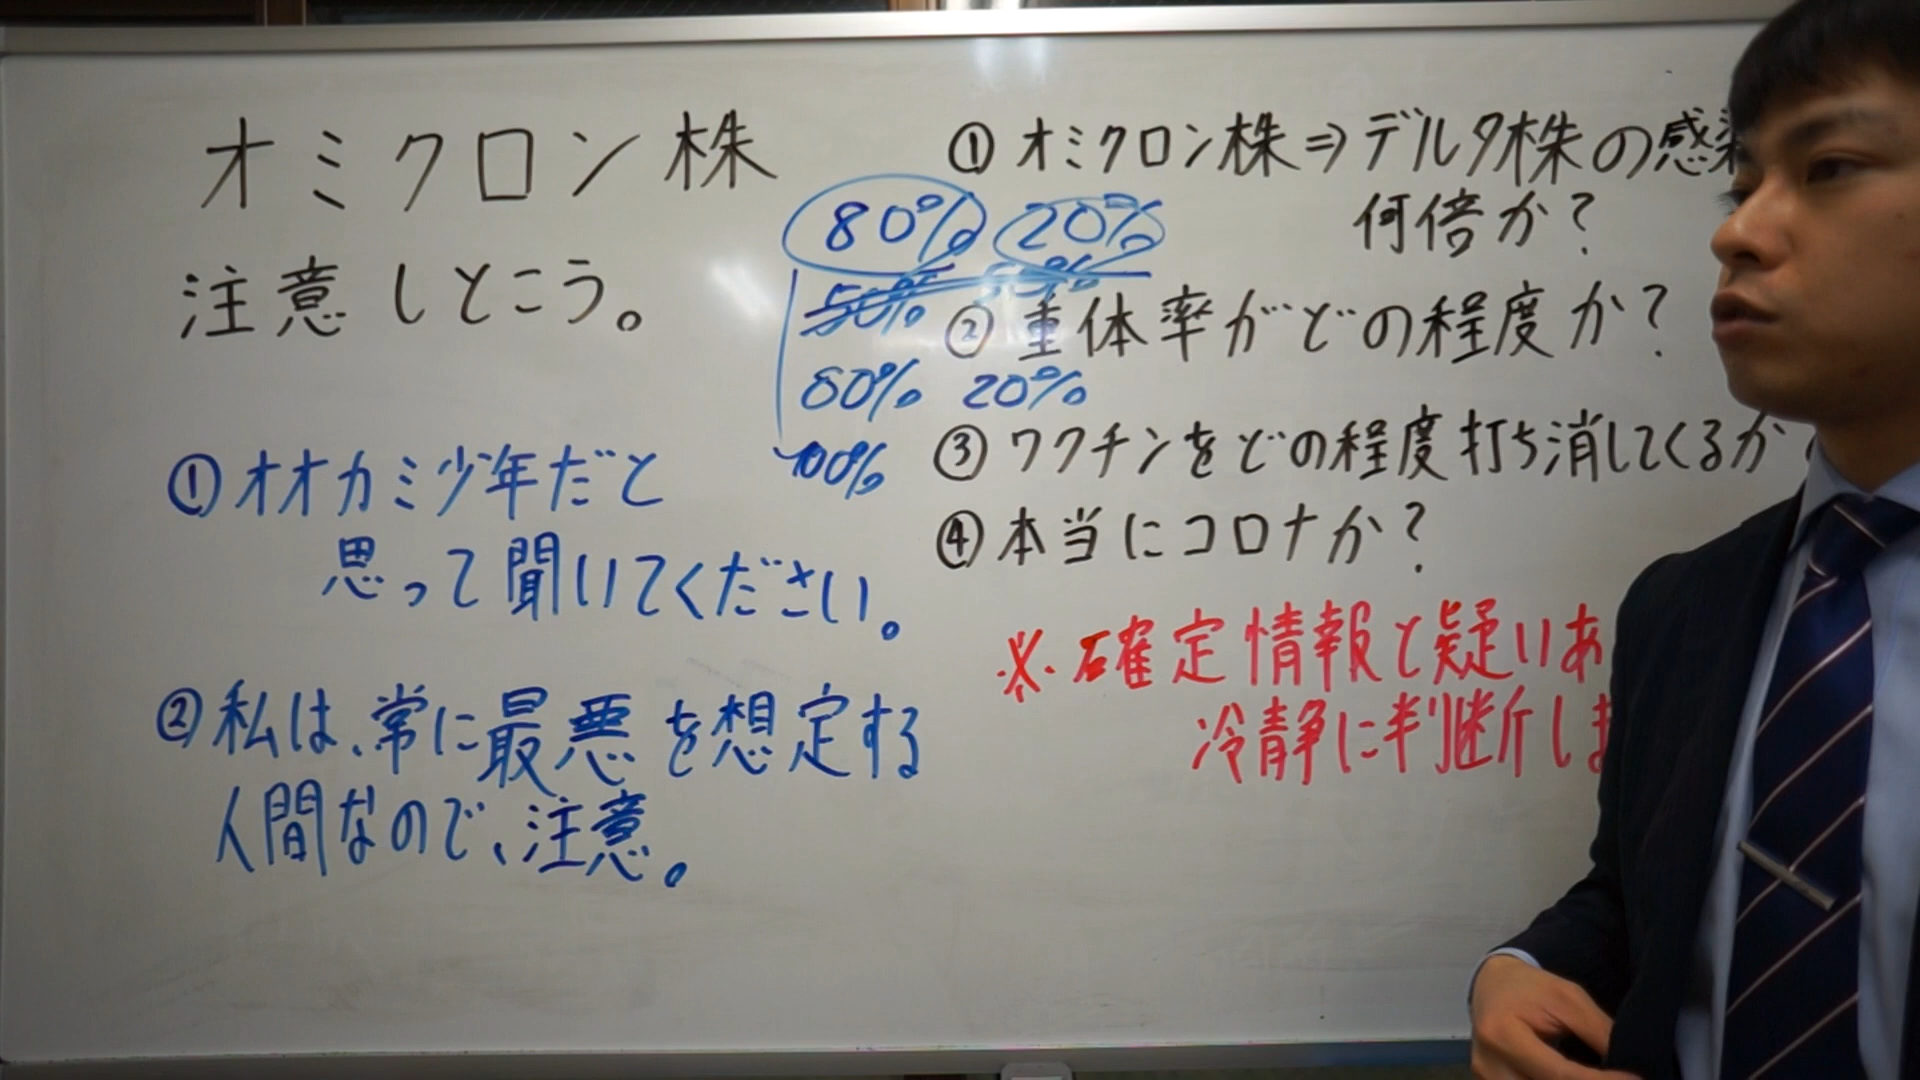 オミクロン株
注意しとこう。
①オオカミ少年だと
思って聞いてください。
②私は、常に最悪を想定する
人間なので、注意。
80% 20%
50%
80% 20%
100%
①オミクロン株⇒デルタ株の感
何倍か?
②重体率がどの程度か?
③ワクチンをどの程度打ち消してくるか
④本当にコロナか?
※確定情報と疑いあ
冷静に判断しま